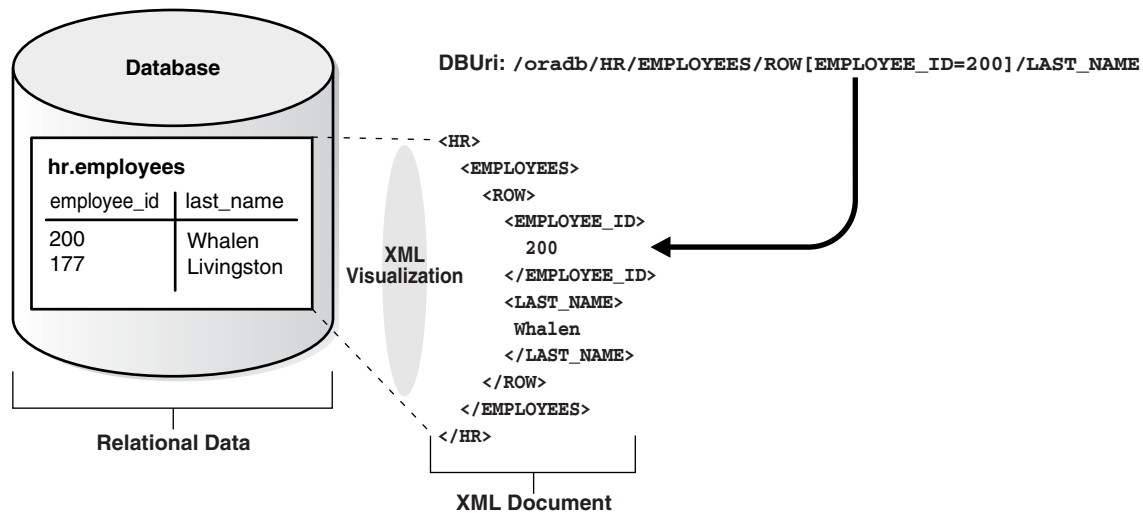 Database
DBUri: /oradb/HR/EMPLOYEES/ROW[EMPLOYEE_ID=200]/LAST_NAME
hr.employees
employee_id last_name
200 Whalen
177 Livingston
XML
Visualization
<HR>
<EMPLOYEES>
<ROW>
<EMPLOYEE_ID>
200
</EMPLOYEE_ID>
<LAST_NAME>
Whalen
</LAST_NAME>
</ROW>
</EMPLOYEES>
</HR>
Relational Data
XML Document